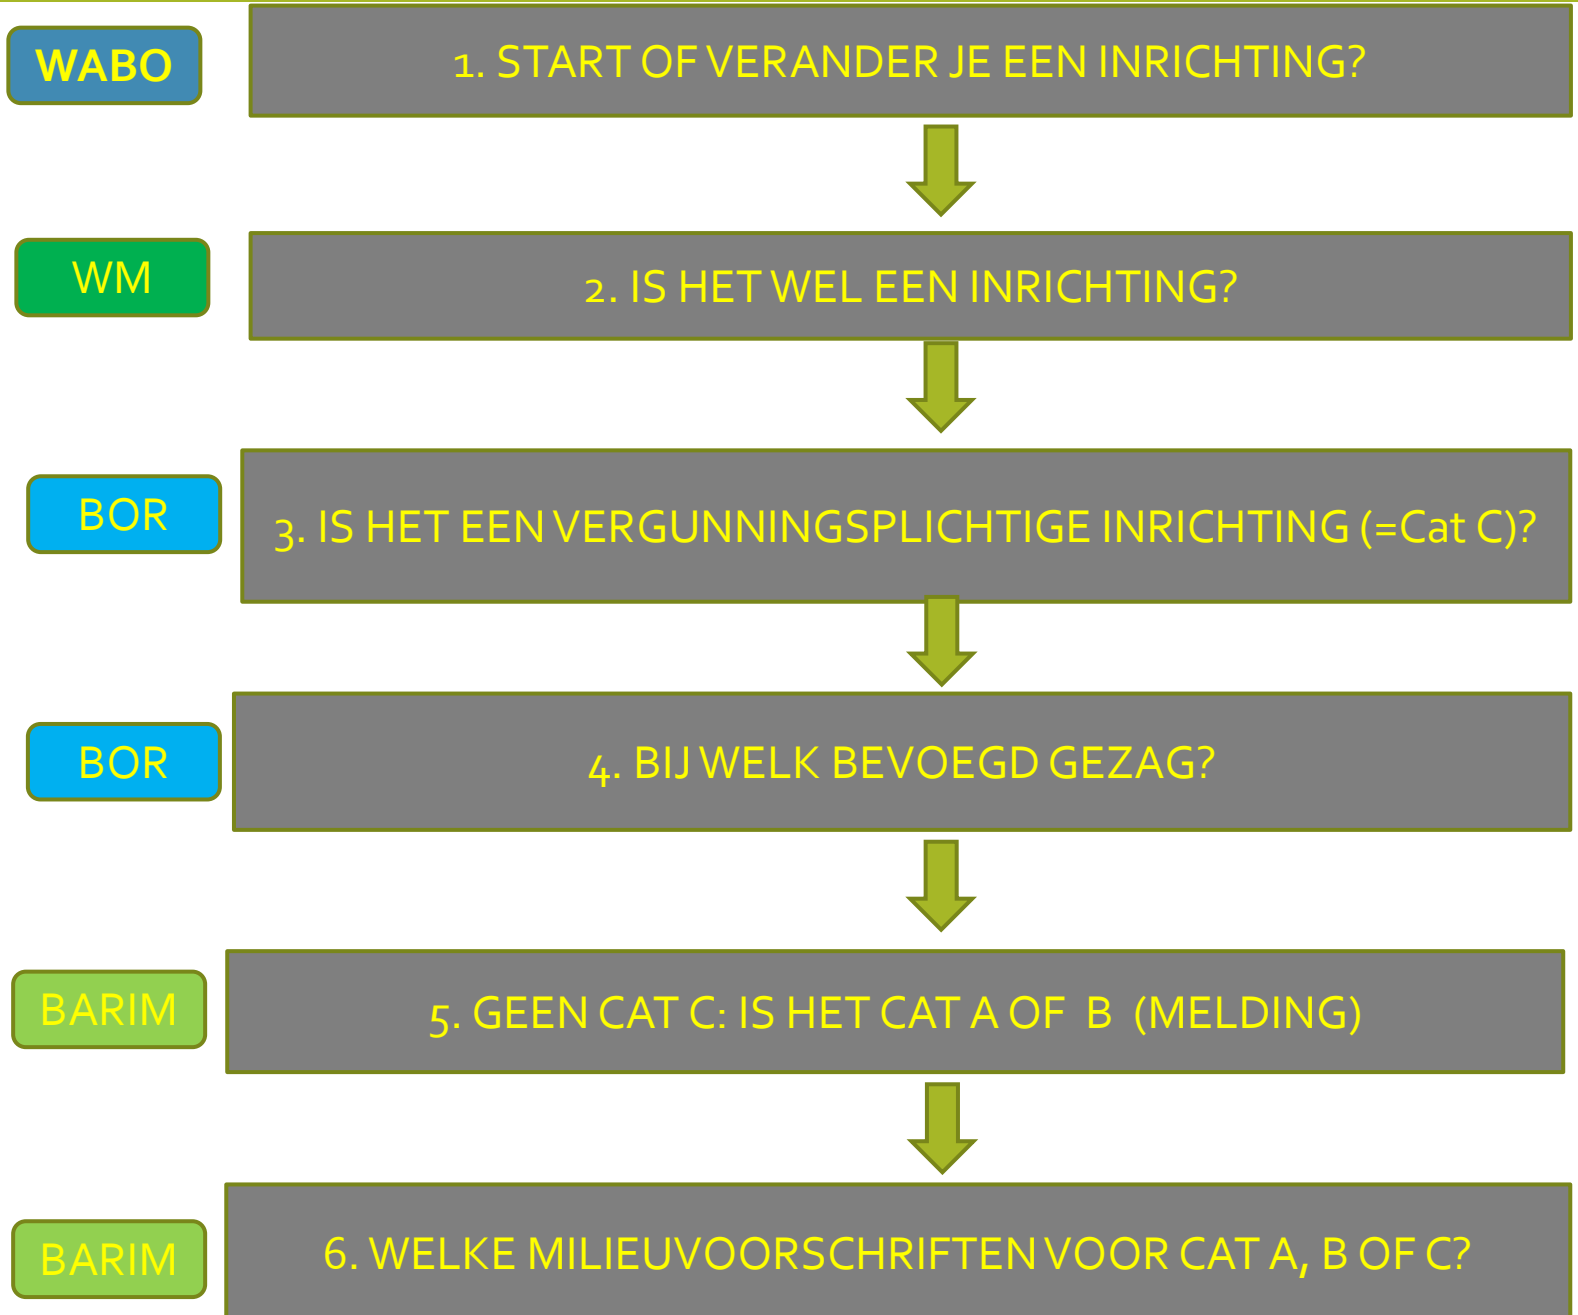 WABO
1. START OF VERANDER JE EEN INRICHTING?
WM
2. IS HET WEL EEN INRICHTING?
BOR
3. IS HET EEN VERGUNNINGSPLICHTIGE INRICHTING (=Cat C)?
BOR
4. BIJ WELK BEVOEGD GEZAG?
BARIM
5. GEEN CAT C: IS HET CAT A OF B (MELDING)
BARIM
6. WELKE MILIEUVOORSCHRIFTEN VOOR CAT A, B OF C?